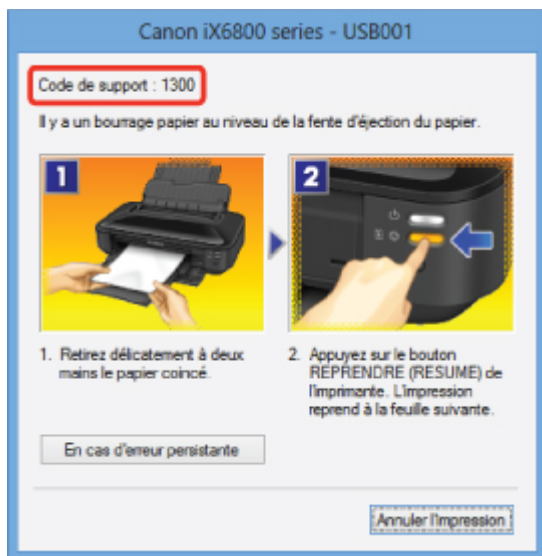 Canon iX6800 series - USB001
Code de support : 1300
Il y a un bourrage papier au niveau de la fente d'éjection du papier.
1
2
1. Retirez délicatement à deux
mains le papier coincé.
2. Appuyez sur le bouton
REPRENDRE (RESUME) de
l'imprimante. L'impression
reprend à la feuille suivante.
En cas d'erreur persistante
Annuler l'impression